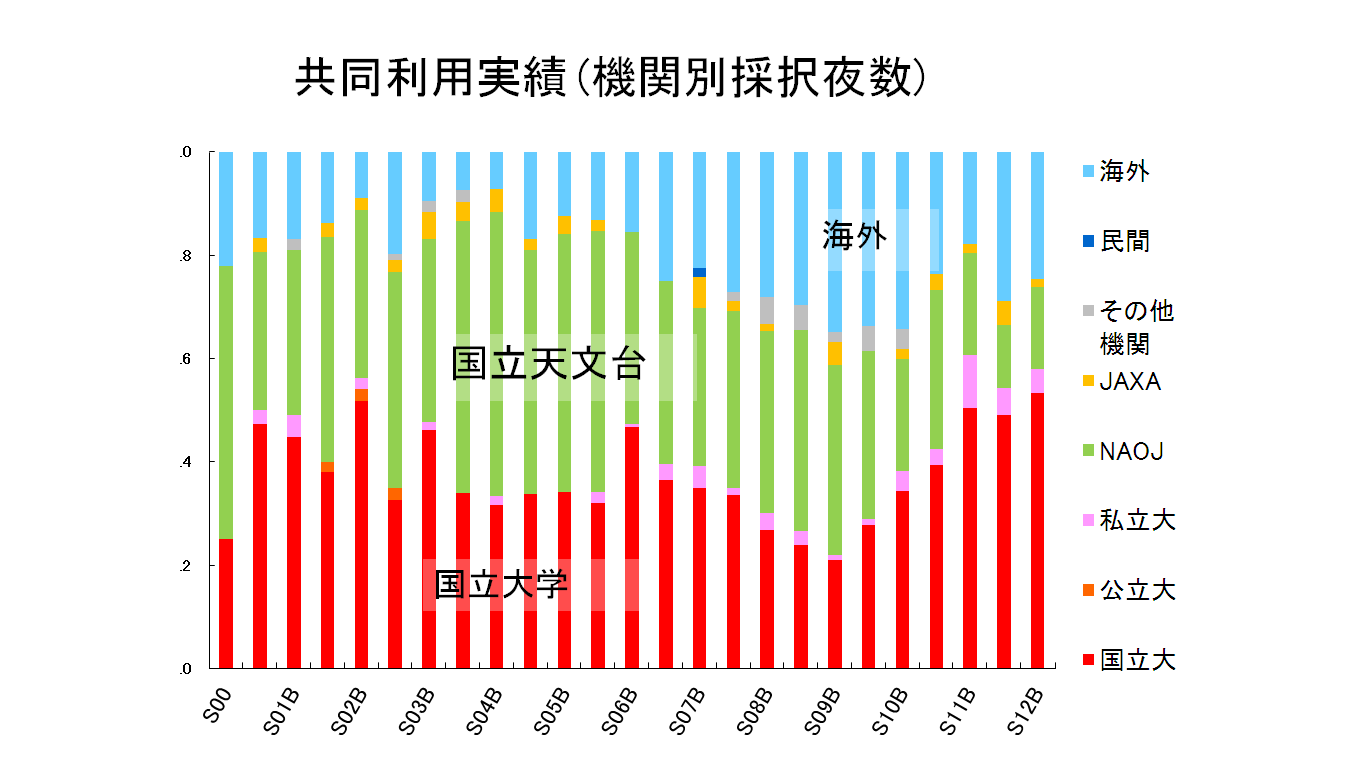 共同利用実績(機関別採択夜数)
.0
.8
.6
.4
.2
.0
海外
国立天文台
国立大学
S00
S01B
S02B
S03B
S04B
S05B
S06B
S07B
S08B
S09B
S10B
S11B
S12B
海外
民間
その他
機関
JAXA
NAOJ
私立大
公立大
国立大